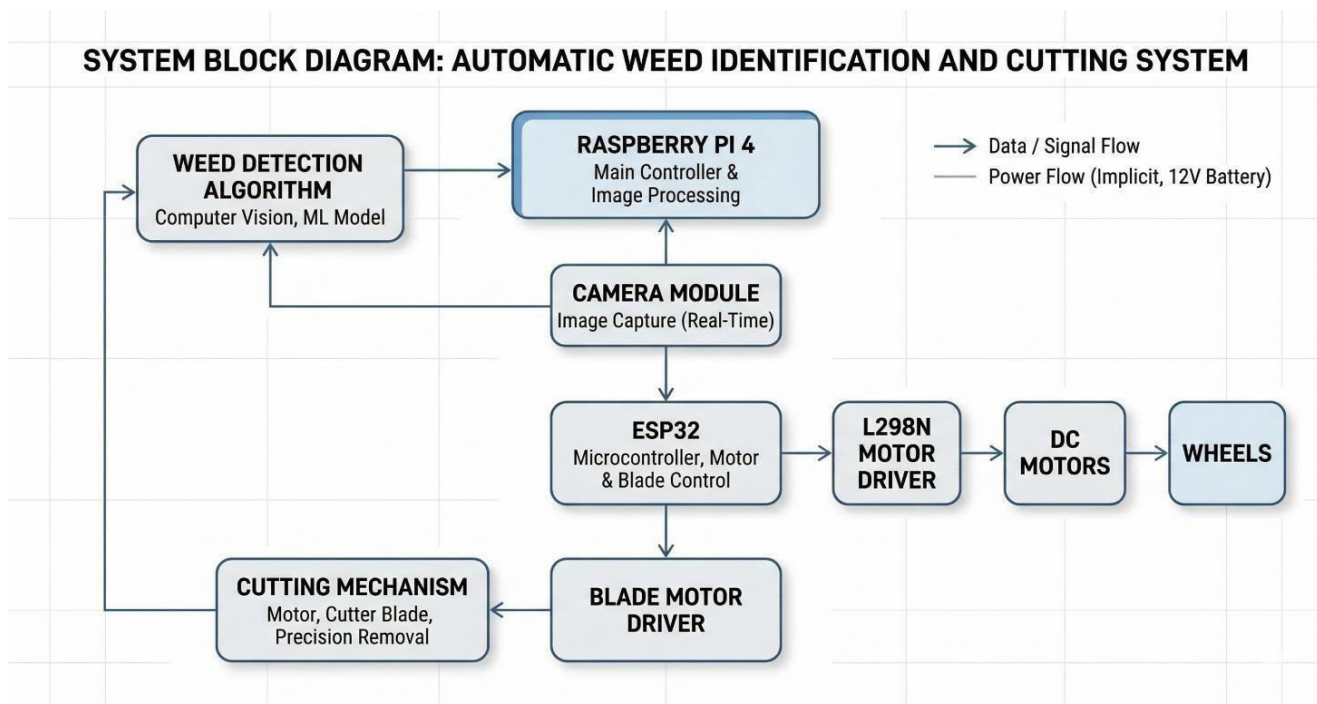 SYSTEM BLOCK DIAGRAM: AUTOMATIC WEED IDENTIFICATION AND CUTTING SYSTEM
WEED DETECTION
ALGORITHM
Computer Vision, ML Model
RASPBERRY PI 4
Main Controller &
Image Processing
Data / Signal Flow
Power Flow (Implicit, 12V Battery)
CAMERA MODULE
Image Capture (Real-Time)
ESP32
Microcontroller, Motor
& Blade Control
L298N
MOTOR
DRIVER
DC
MOTORS
WHEELS
CUTTING MECHANISM
Motor, Cutter Blade,
Precision Removal
BLADE MOTOR
DRIVER